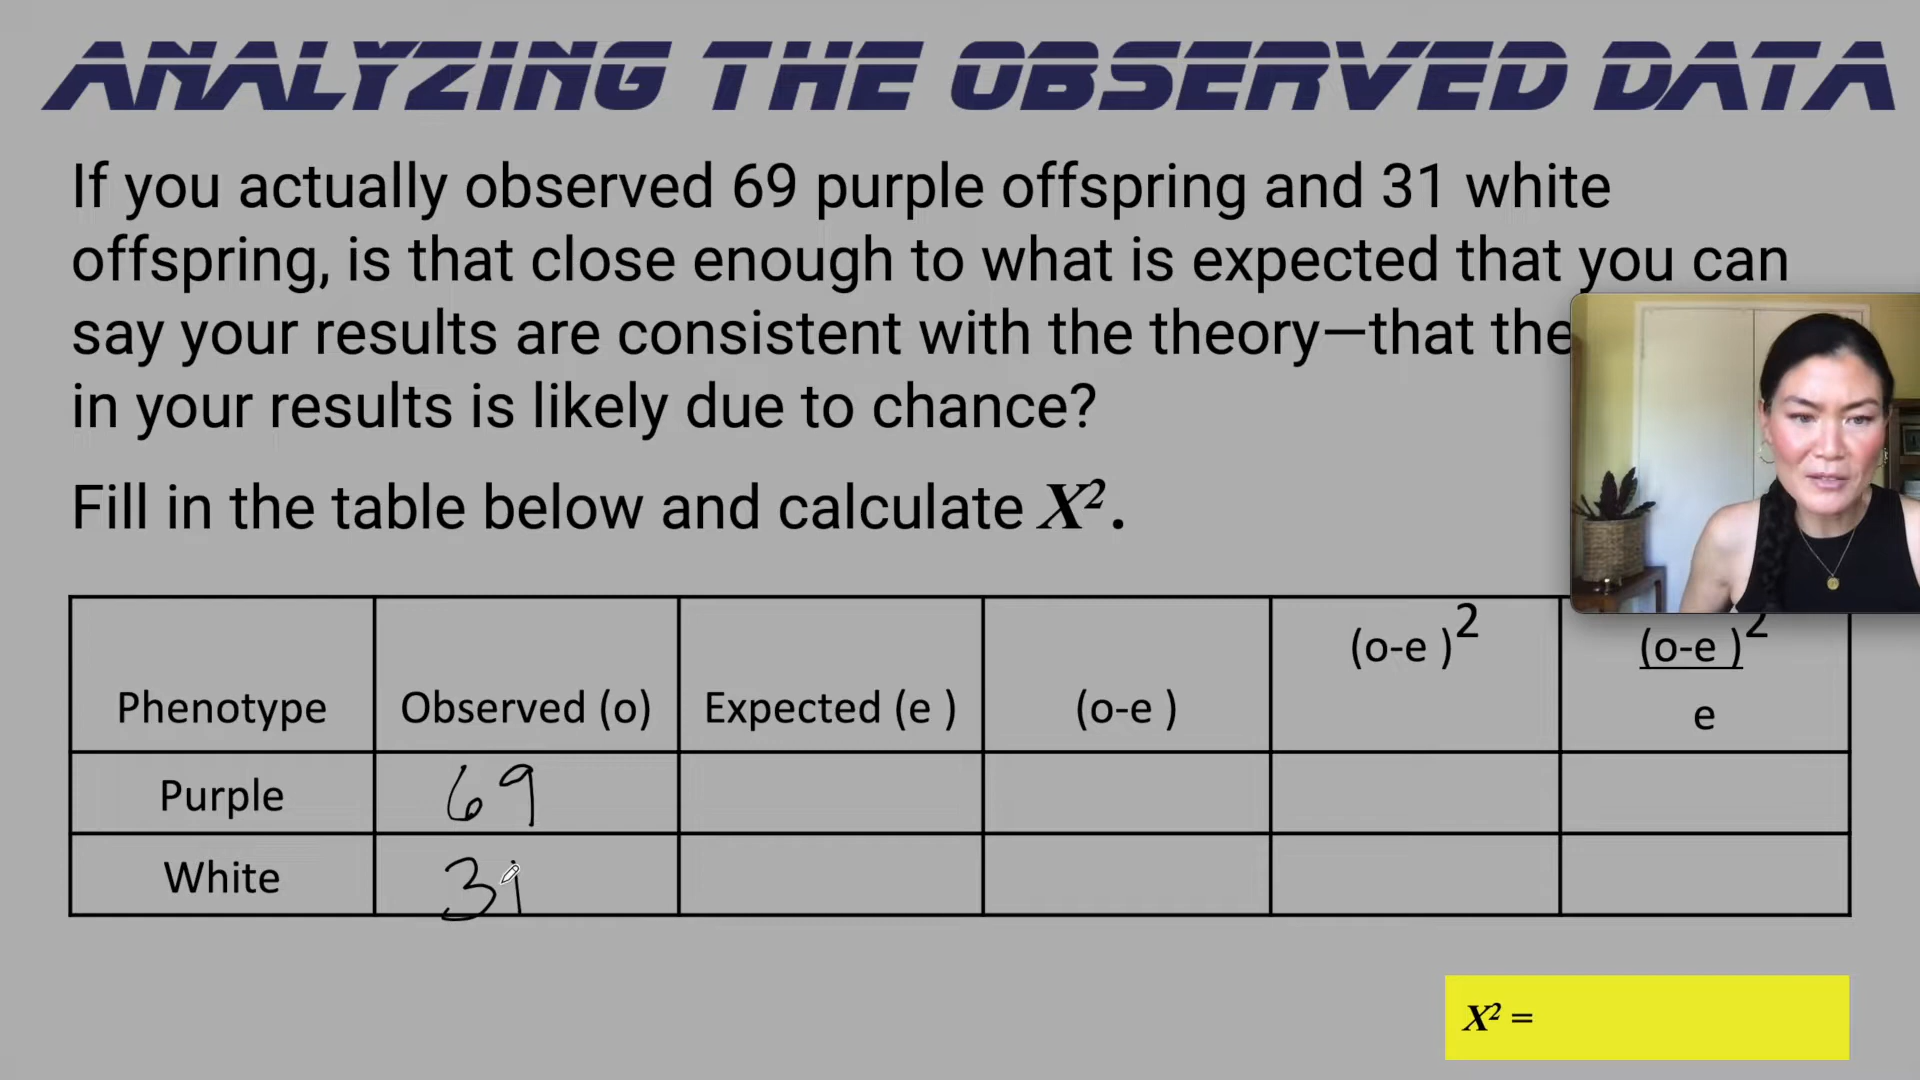 ANALYZING THE OBSERVED DATA
If you actually observed 69 purple offspring and 31 white
offspring, is that close enough to what is expected that you can
say your results are consistent with the theory—that the
in your results is likely due to chance?
Fill in the table below and calculate X².
Phenotype Observed (o) Expected (e ) (o-e ) (o-e )² (o-e )²
e
Purple 69
White 31
X² =